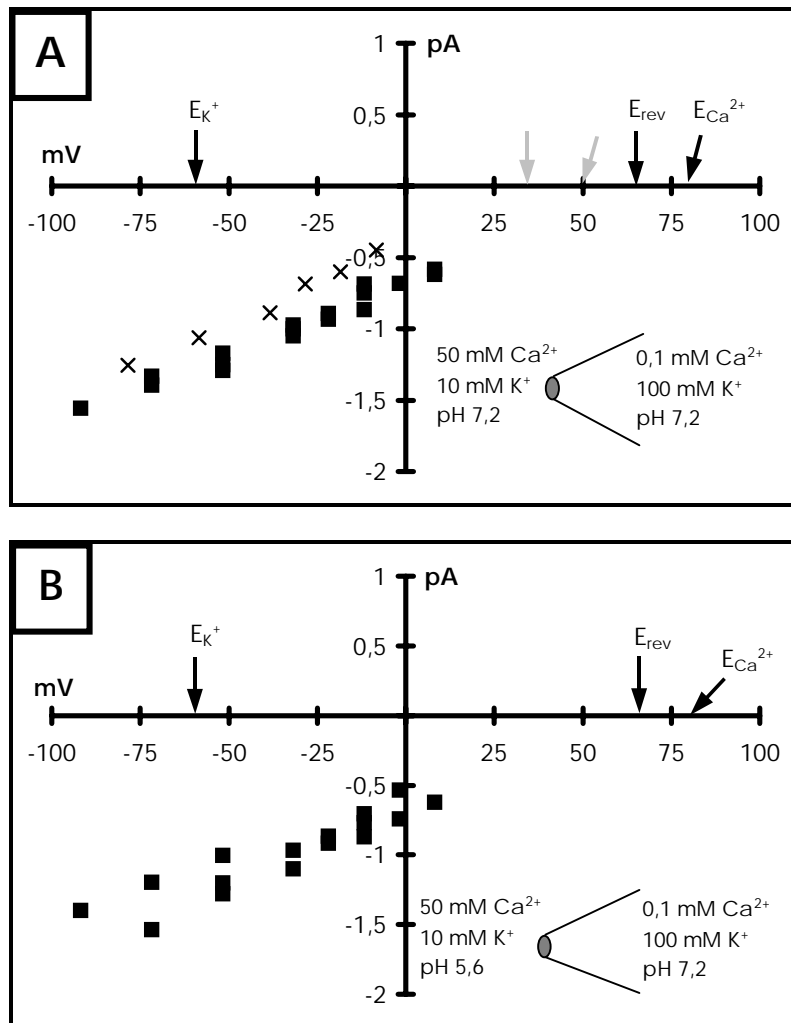 A
pA
1
0,5
E_K⁺
E_rev
E_Ca²⁺
mV
-100 -75 -50 -25 25 50 75 100
-0,5
-1
-1,5
-2
50 mM Ca²⁺
10 mM K⁺
pH 7,2
0,1 mM Ca²⁺
100 mM K⁺
pH 7,2
B
pA
1
0,5
E_K⁺
E_rev
E_Ca²⁺
mV
-100 -75 -50 -25 25 50 75 100
-0,5
-1
-1,5
-2
50 mM Ca²⁺
10 mM K⁺
pH 5,6
0,1 mM Ca²⁺
100 mM K⁺
pH 7,2